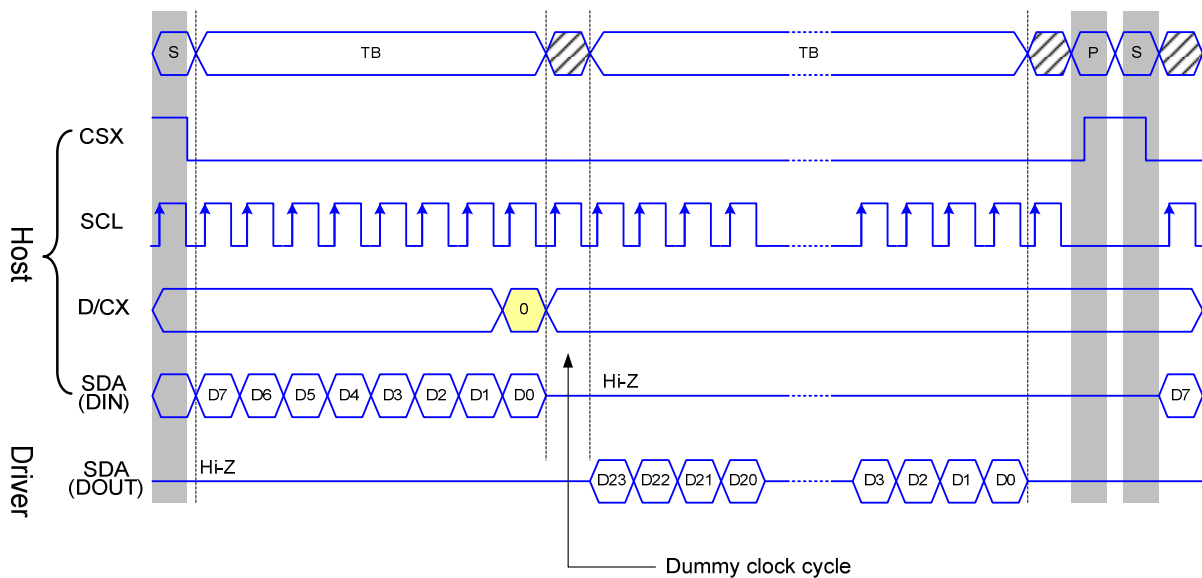 S TB TB P S
CSX
SCL
D/CX 0
SDA
(DIN) D7 D6 D5 D4 D3 D2 D1 D0 Hi-Z D7
SDA
(DOUT) Hi-Z D23 D22 D21 D20 D3 D2 D1 D0
Host
Driver
Dummy clock cycle